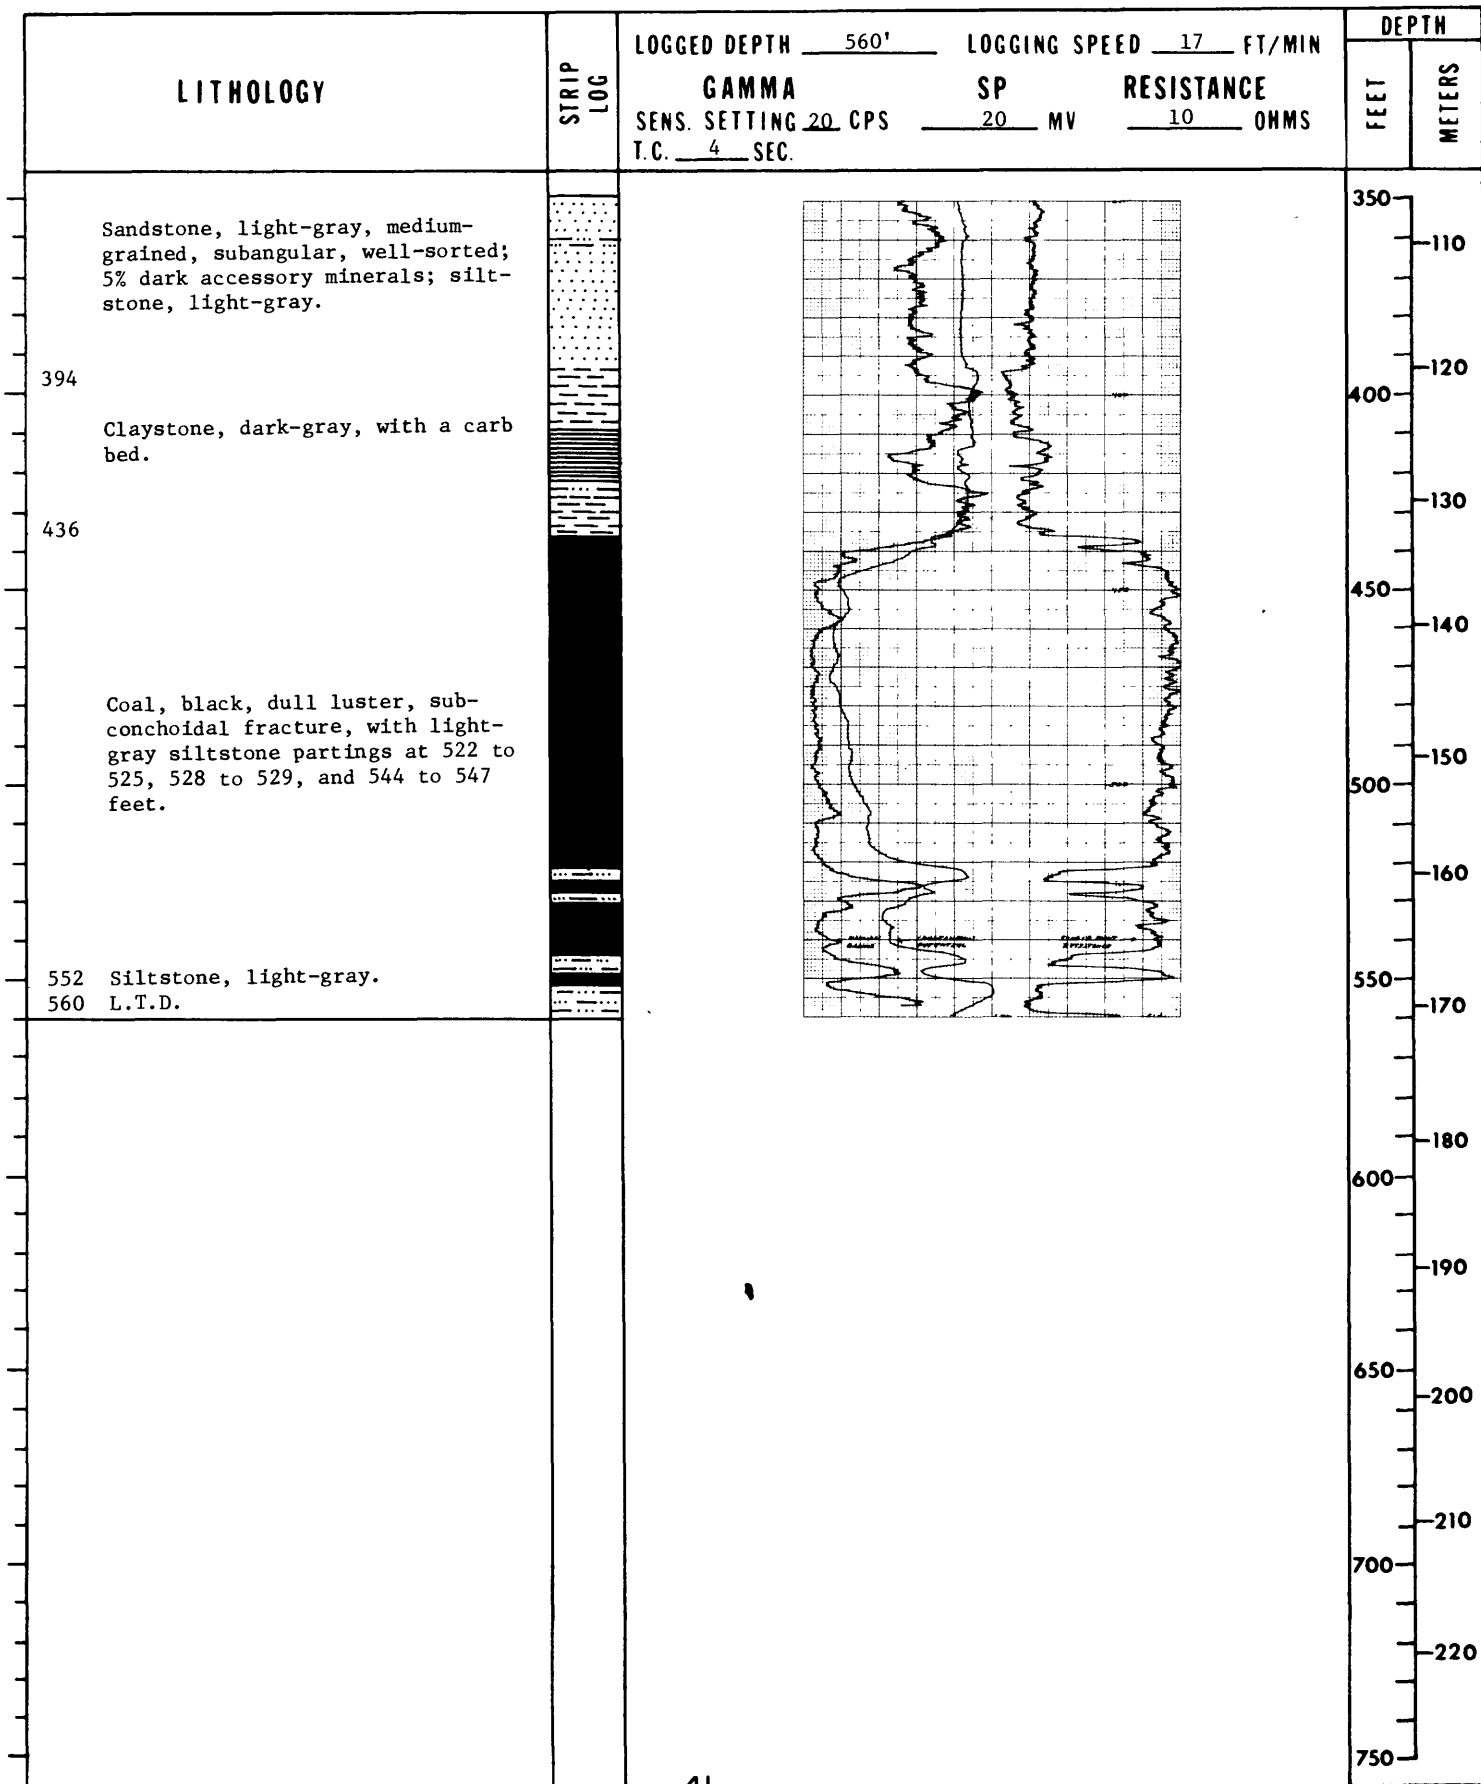 LITHOLOGY
STRIP LOG
LOGGED DEPTH 560' LOGGING SPEED 17 FT/MIN
GAMMA SP RESISTANCE
SENS. SETTING 20 CPS 20 MV 10 OHMS
T.C. 4 SEC.
DEPTH
FEET
METERS
Sandstone, light-gray, medium-
grained, subangular, well-sorted;
5% dark accessory minerals; silt-
stone, light-gray.
394
Claystone, dark-gray, with a carb
bed.
436
Coal, black, dull luster, sub-
conchoidal fracture, with light-
gray siltstone partings at 522 to
525, 528 to 529, and 544 to 547
feet.
552 Siltstone, light-gray.
560 L.T.D.
350
400
450
500
550
600
650
700
750
110
120
130
140
150
160
170
180
190
200
210
220